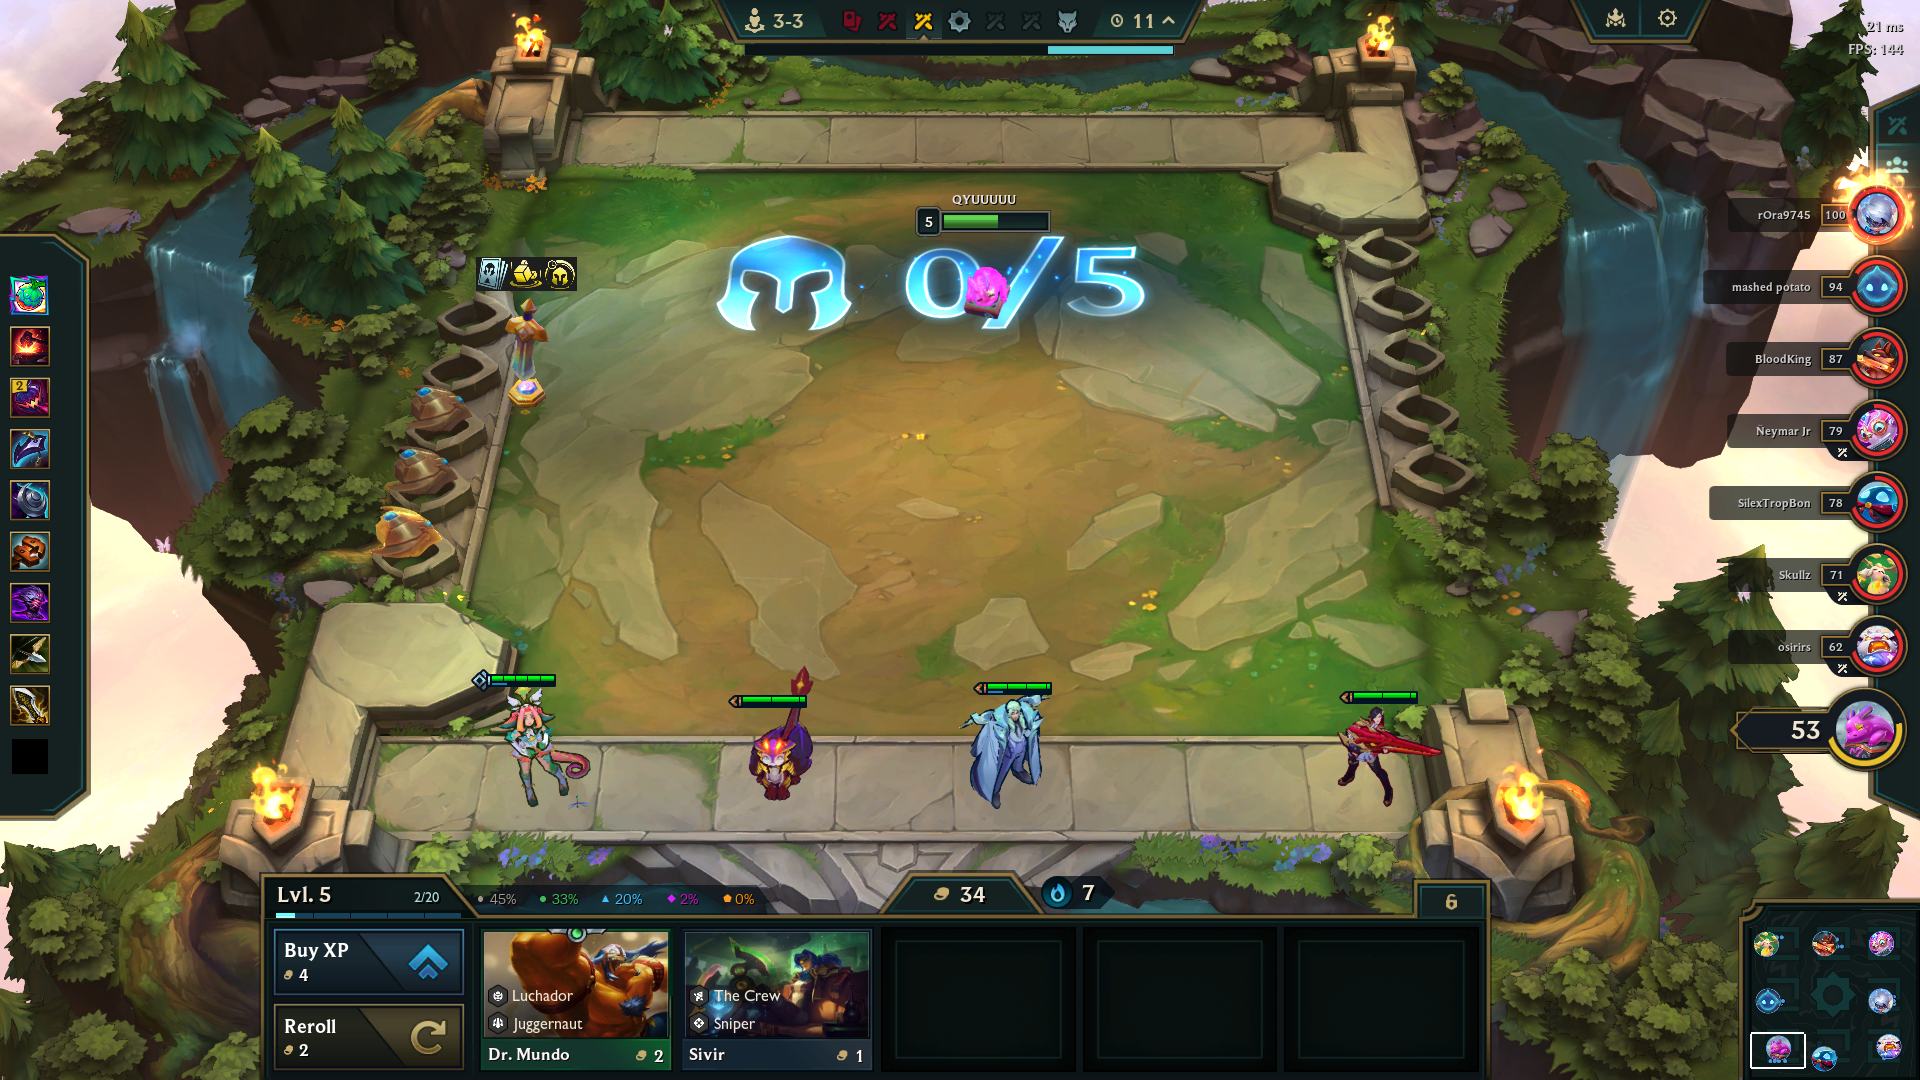 3-3
11
21 ms
FPS: 144
QYUUUUU
5
0/5
2
rOra9745 100
mashed potato 94
BloodKing 87
Neymar Jr 79
SilexTropBon 78
Skullz 71
osirirs 62
53
Lvl. 5 2/20
45% 33% 20% 2% 0%
34
7
6
Buy XP
4
Reroll
2
Luchador
Juggernaut
Dr. Mundo 2
The Crew
Sniper
Sivir 1